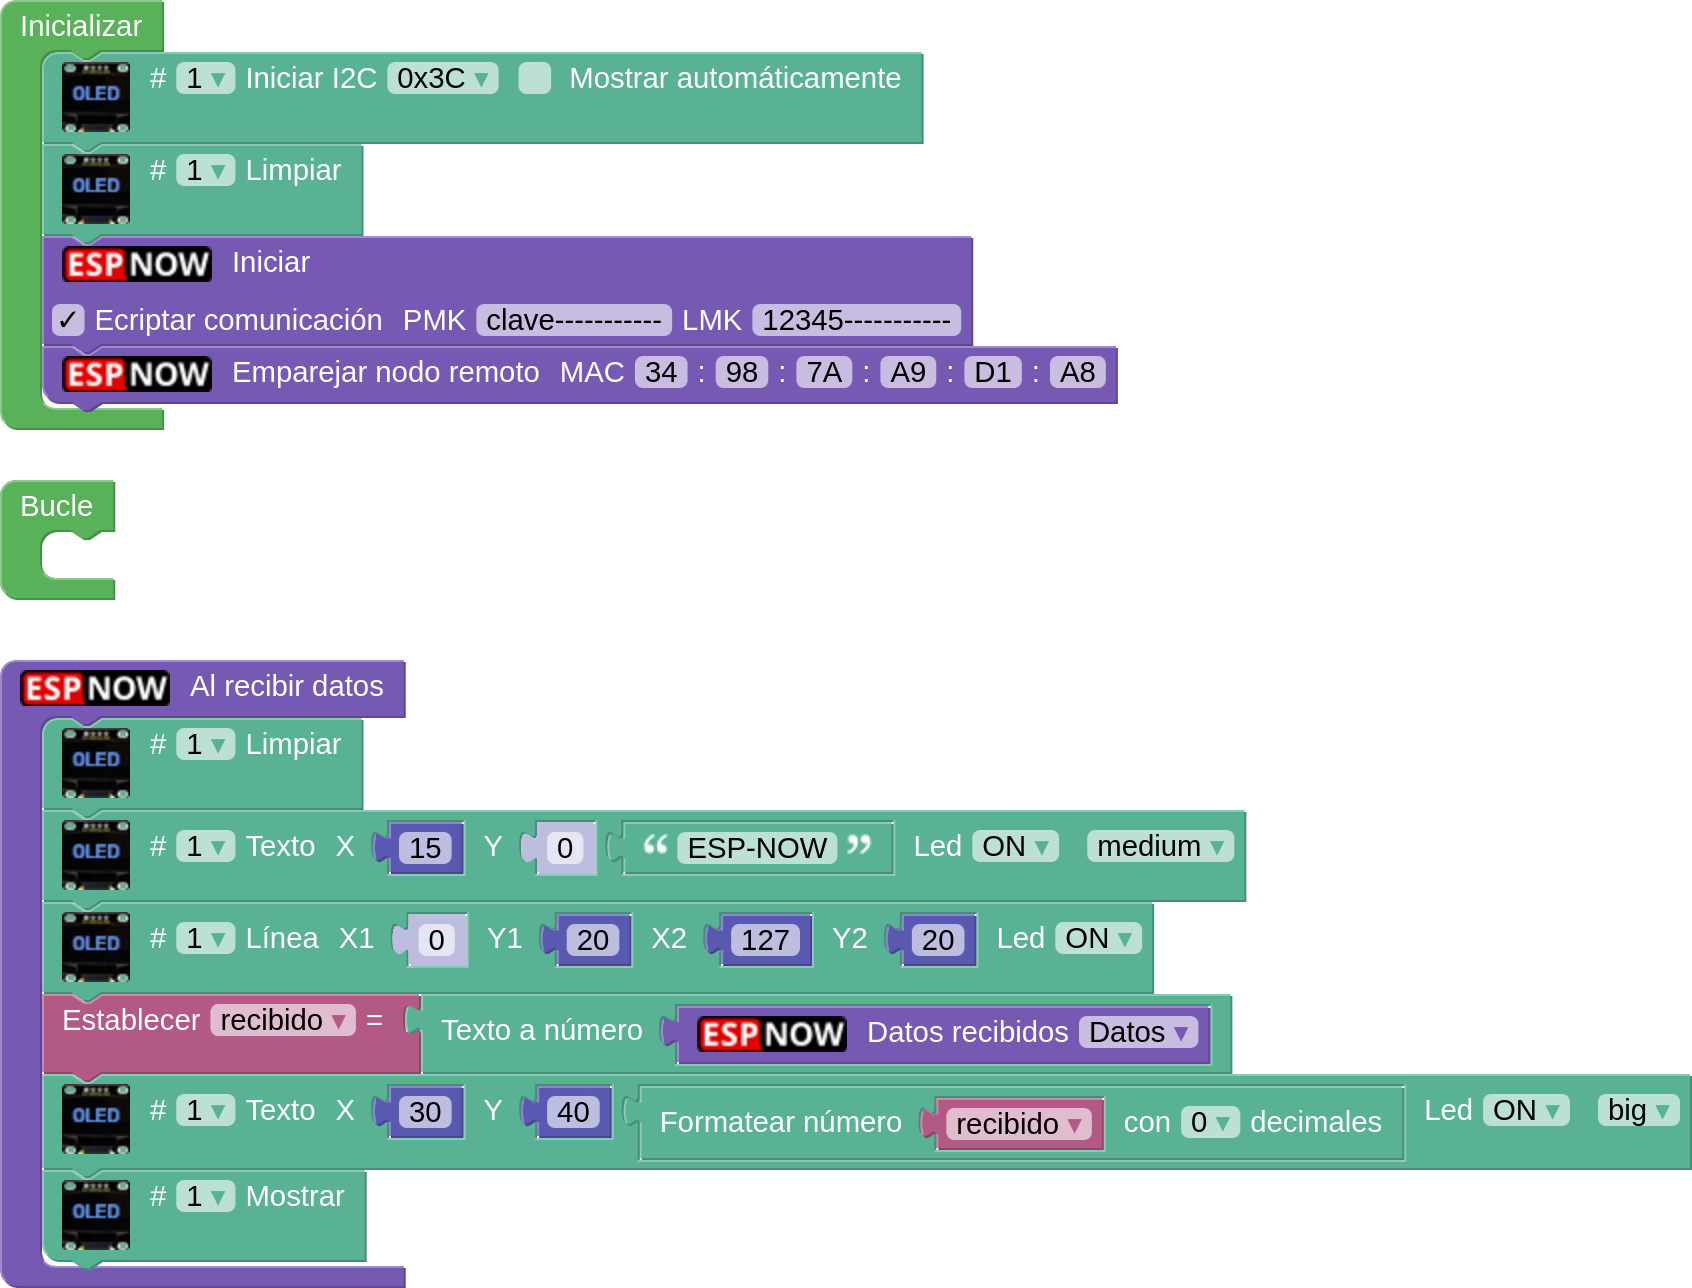 Inicializar
OLED # 1 ▾ Iniciar I2C 0x3C ▾ Mostrar automáticamente
OLED # 1 ▾ Limpiar
ESP NOW Iniciar
✓ Ecriptar comunicación PMK clave----------- LMK 12345-----------
ESP NOW Emparejar nodo remoto MAC 34 : 98 : 7A : A9 : D1 : A8
Bucle
ESP NOW Al recibir datos
OLED # 1 ▾ Limpiar
OLED # 1 ▾ Texto X 15 Y 0 “ ESP-NOW ” Led ON ▾ medium ▾
OLED # 1 ▾ Línea X1 0 Y1 20 X2 127 Y2 20 Led ON ▾
Establecer recibido ▾ = Texto a número ESP NOW Datos recibidos Datos ▾
OLED # 1 ▾ Texto X 30 Y 40 Formatear número recibido ▾ con 0 ▾ decimales Led ON ▾ big ▾
OLED # 1 ▾ Mostrar